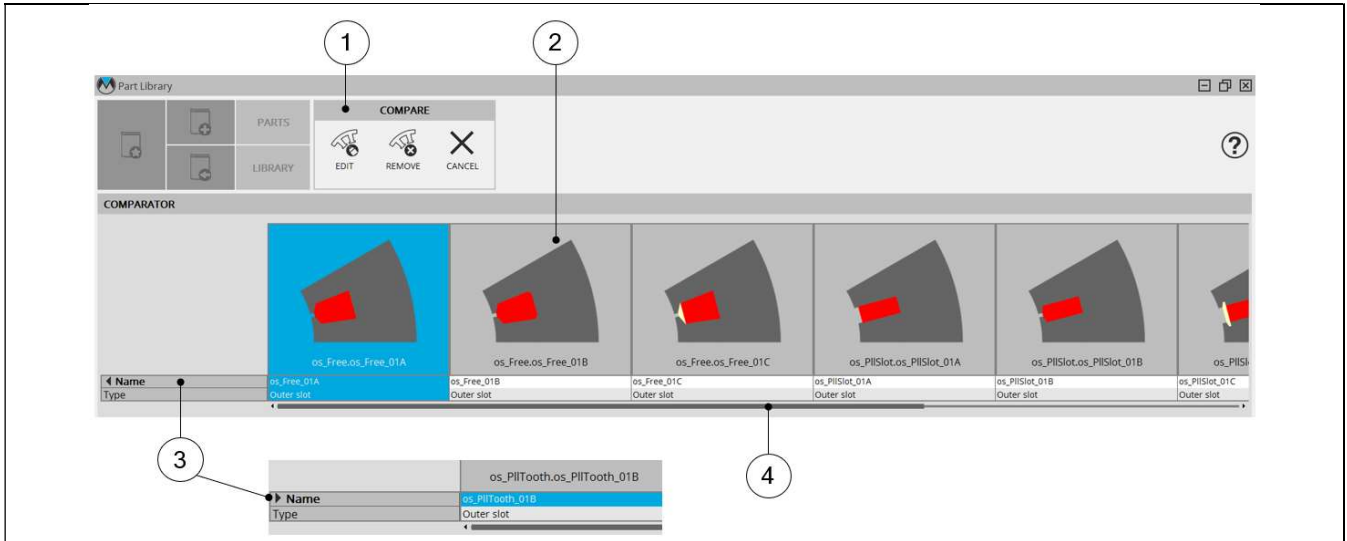 1
2
Part Library
COMPARE
PARTS
LIBRARY
EDIT
REMOVE
CANCEL
?
COMPARATOR
os_Free.os_Free_01A
os_Free.os_Free_01B
os_Free.os_Free_01C
os_PllSlot.os_PllSlot_01A
os_PllSlot.os_PllSlot_01B
os_PllSl
Name
os_Free_01A
os_Free_01B
os_Free_01C
os_PllSlot_01A
os_PllSlot_01B
os_PllSlot_01C
Type
Outer slot
Outer slot
Outer slot
Outer slot
Outer slot
Outer slot
3
4
os_PllTooth.os_PllTooth_01B
Name
os_PllTooth_01B
Type
Outer slot